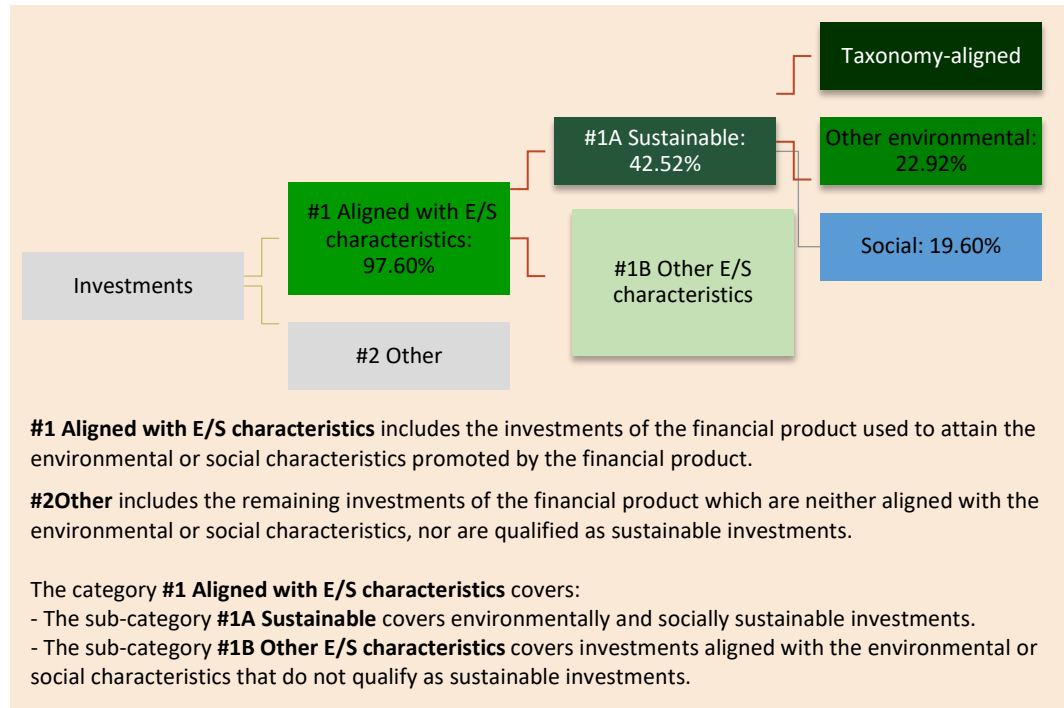 Taxonomy-aligned
#1A Sustainable:
42.52%
Other environmental:
22.92%
#1 Aligned with E/S
characteristics:
97.60%
Social: 19.60%
#1B Other E/S
characteristics
Investments
#2 Other
#1 Aligned with E/S characteristics includes the investments of the financial product used to attain the
environmental or social characteristics promoted by the financial product.
#2Other includes the remaining investments of the financial product which are neither aligned with the
environmental or social characteristics, nor are qualified as sustainable investments.
The category #1 Aligned with E/S characteristics covers:
- The sub-category #1A Sustainable covers environmentally and socially sustainable investments.
- The sub-category #1B Other E/S characteristics covers investments aligned with the environmental or
social characteristics that do not qualify as sustainable investments.